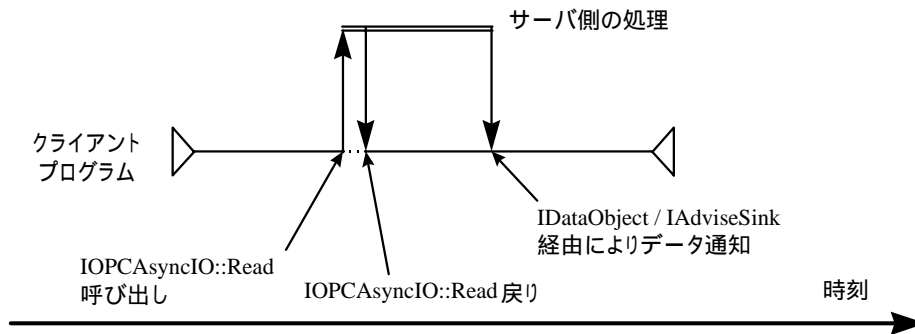 サーバ側の処理
クライアント
プログラム
IDataObject / IAdviseSink
経由によりデータ通知
IOPCAsyncIO::Read
呼び出し
IOPCAsyncIO::Read 戻り
時刻